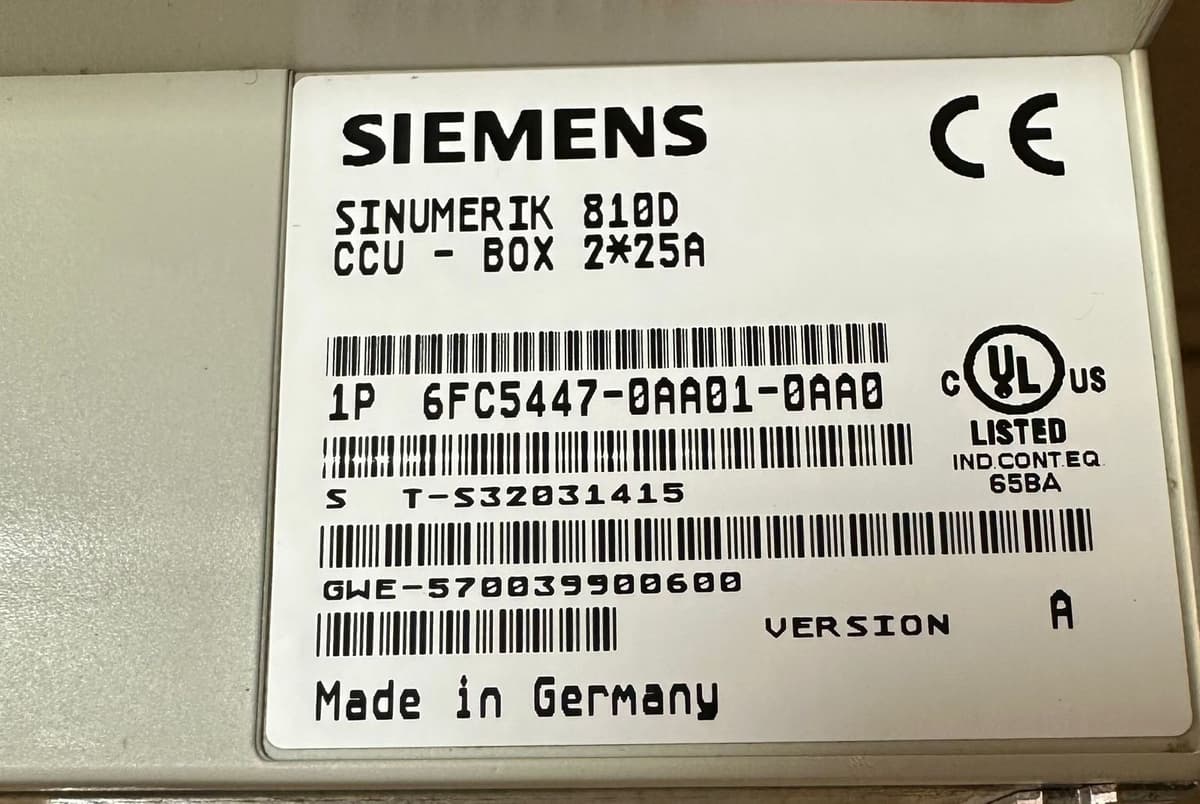 SIEMENS
CE
SINUMERIK 810D
CCU - BOX 2*25A
1P 6FC5447-0AA01-0AA0
C UL US
LISTED
IND.CONT.EQ.
65BA
S T-S32031415
GWE-570039900600
VERSION A
Made in Germany